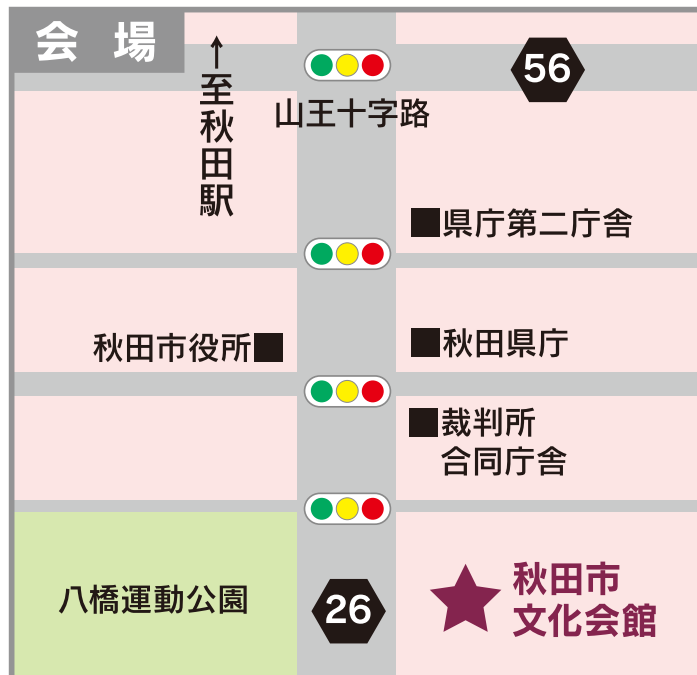 会場
↑至秋田駅
56
山王十字路
■県庁第二庁舎
秋田市役所■
■秋田県庁
■裁判所
合同庁舎
八橋運動公園
26
★秋田市
文化会館